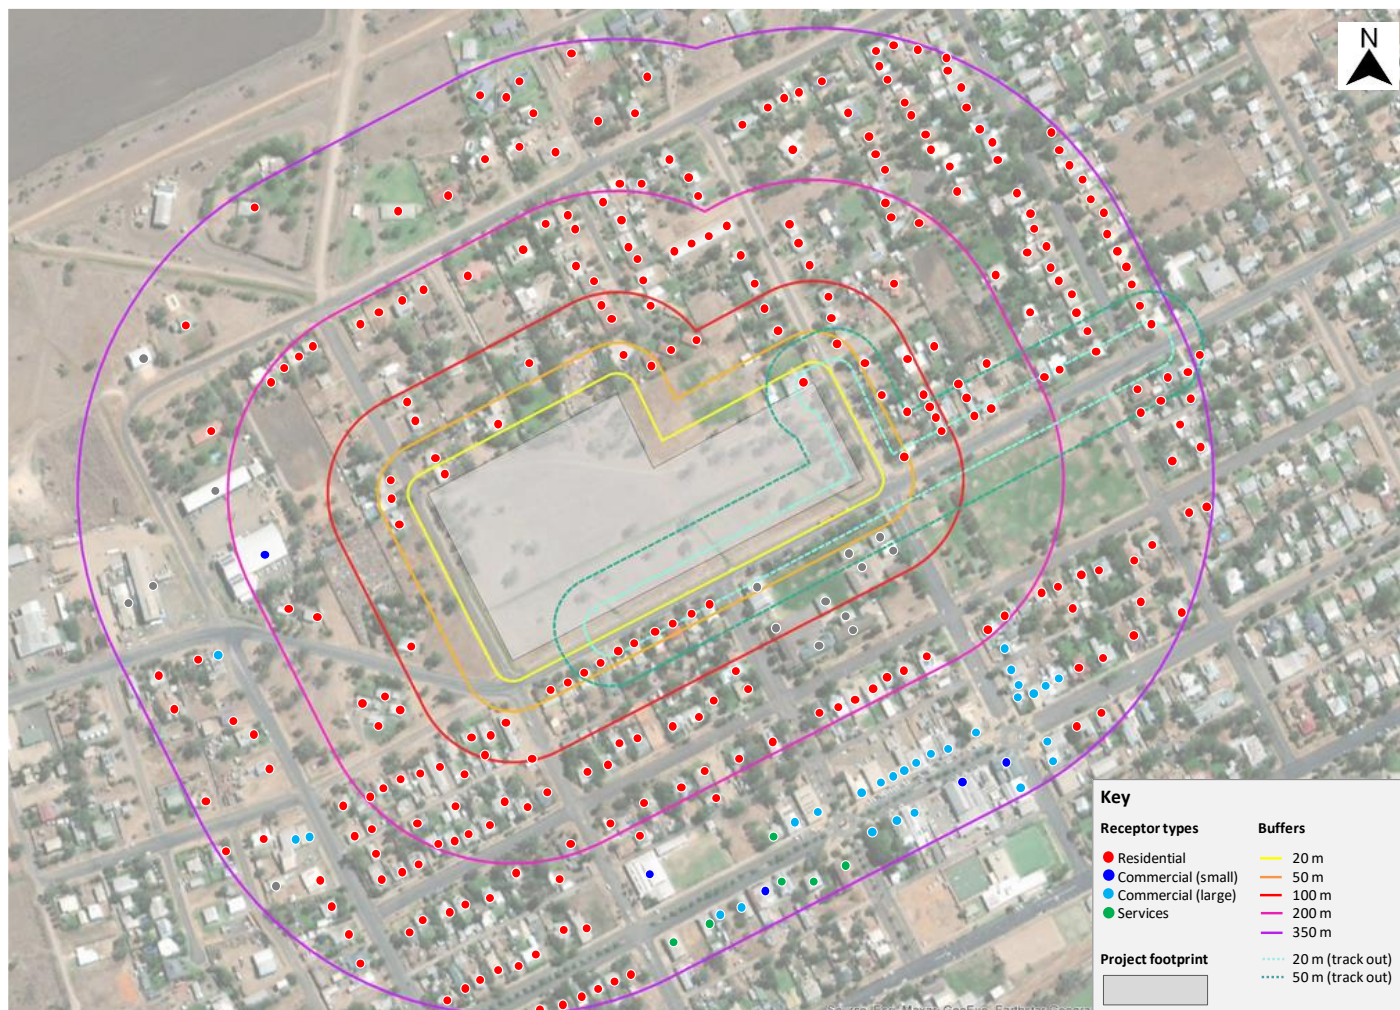 N
Key
Receptor types
Buffers
Residential
20 m
Commercial (small)
50 m
Commercial (large)
100 m
Services
200 m
350 m
Project footprint
20 m (track out)
50 m (track out)